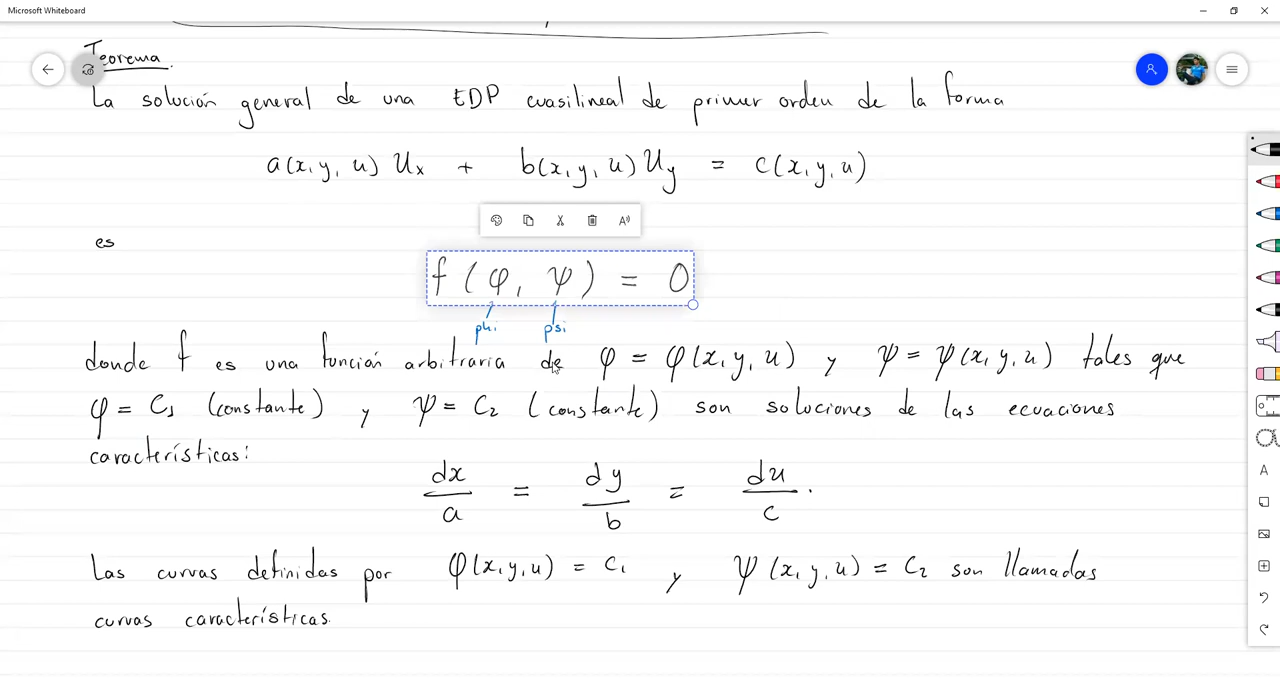 Microsoft Whiteboard
Teorema.
La solución general de una EDP cuasilineal de primer orden de la forma
a(x, y, u) Ux + b(x, y, u) Uy = c(x, y, u)
es
f(φ, ψ) = 0
phi psi
donde f es una función arbitraria de φ = φ(x, y, u) y ψ = ψ(x, y, u) tales que
φ = C₁ (constante) y ψ = C₂ (constante) son soluciones de las ecuaciones
características:
dx/a = dy/b = du/c.
Las curvas definidas por φ(x, y, u) = C₁ y ψ(x, y, u) = C₂ son llamadas
curvas características.